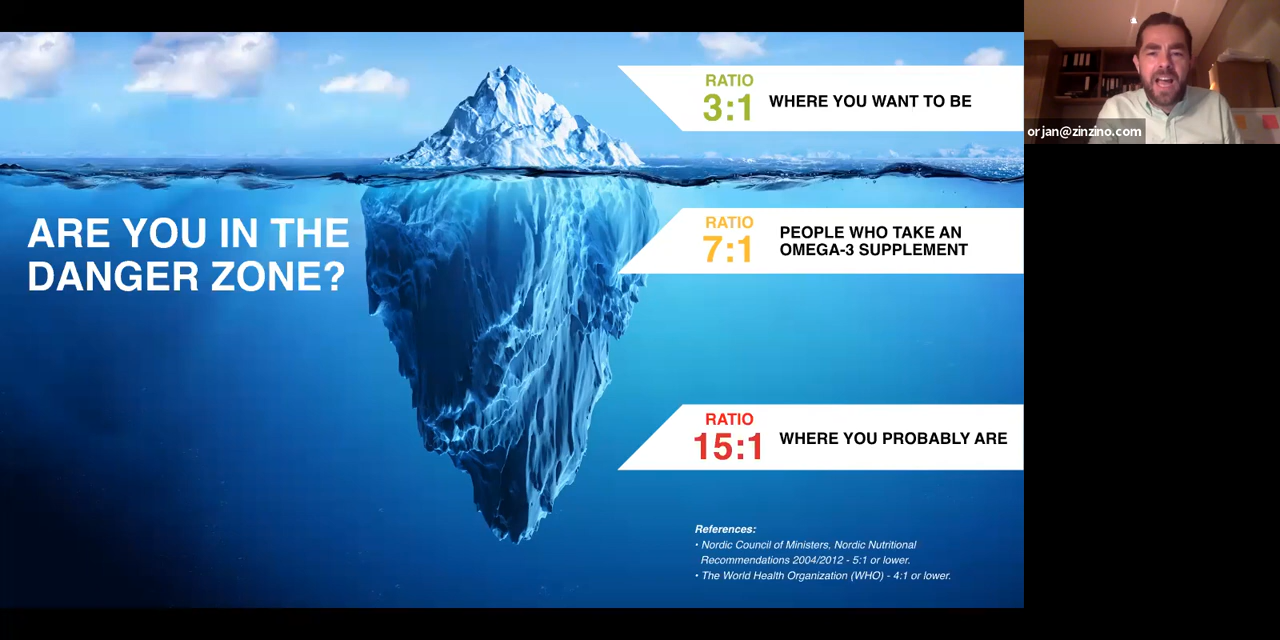 ARE YOU IN THE
DANGER ZONE?
RATIO
3:1
WHERE YOU WANT TO BE
RATIO
7:1
PEOPLE WHO TAKE AN
OMEGA-3 SUPPLEMENT
RATIO
15:1
WHERE YOU PROBABLY ARE
References:
• Nordic Council of Ministers, Nordic Nutritional
Recommendations 2004/2012 - 5:1 or lower.
• The World Health Organization (WHO) - 4:1 or lower.
orjan@zinzino.com